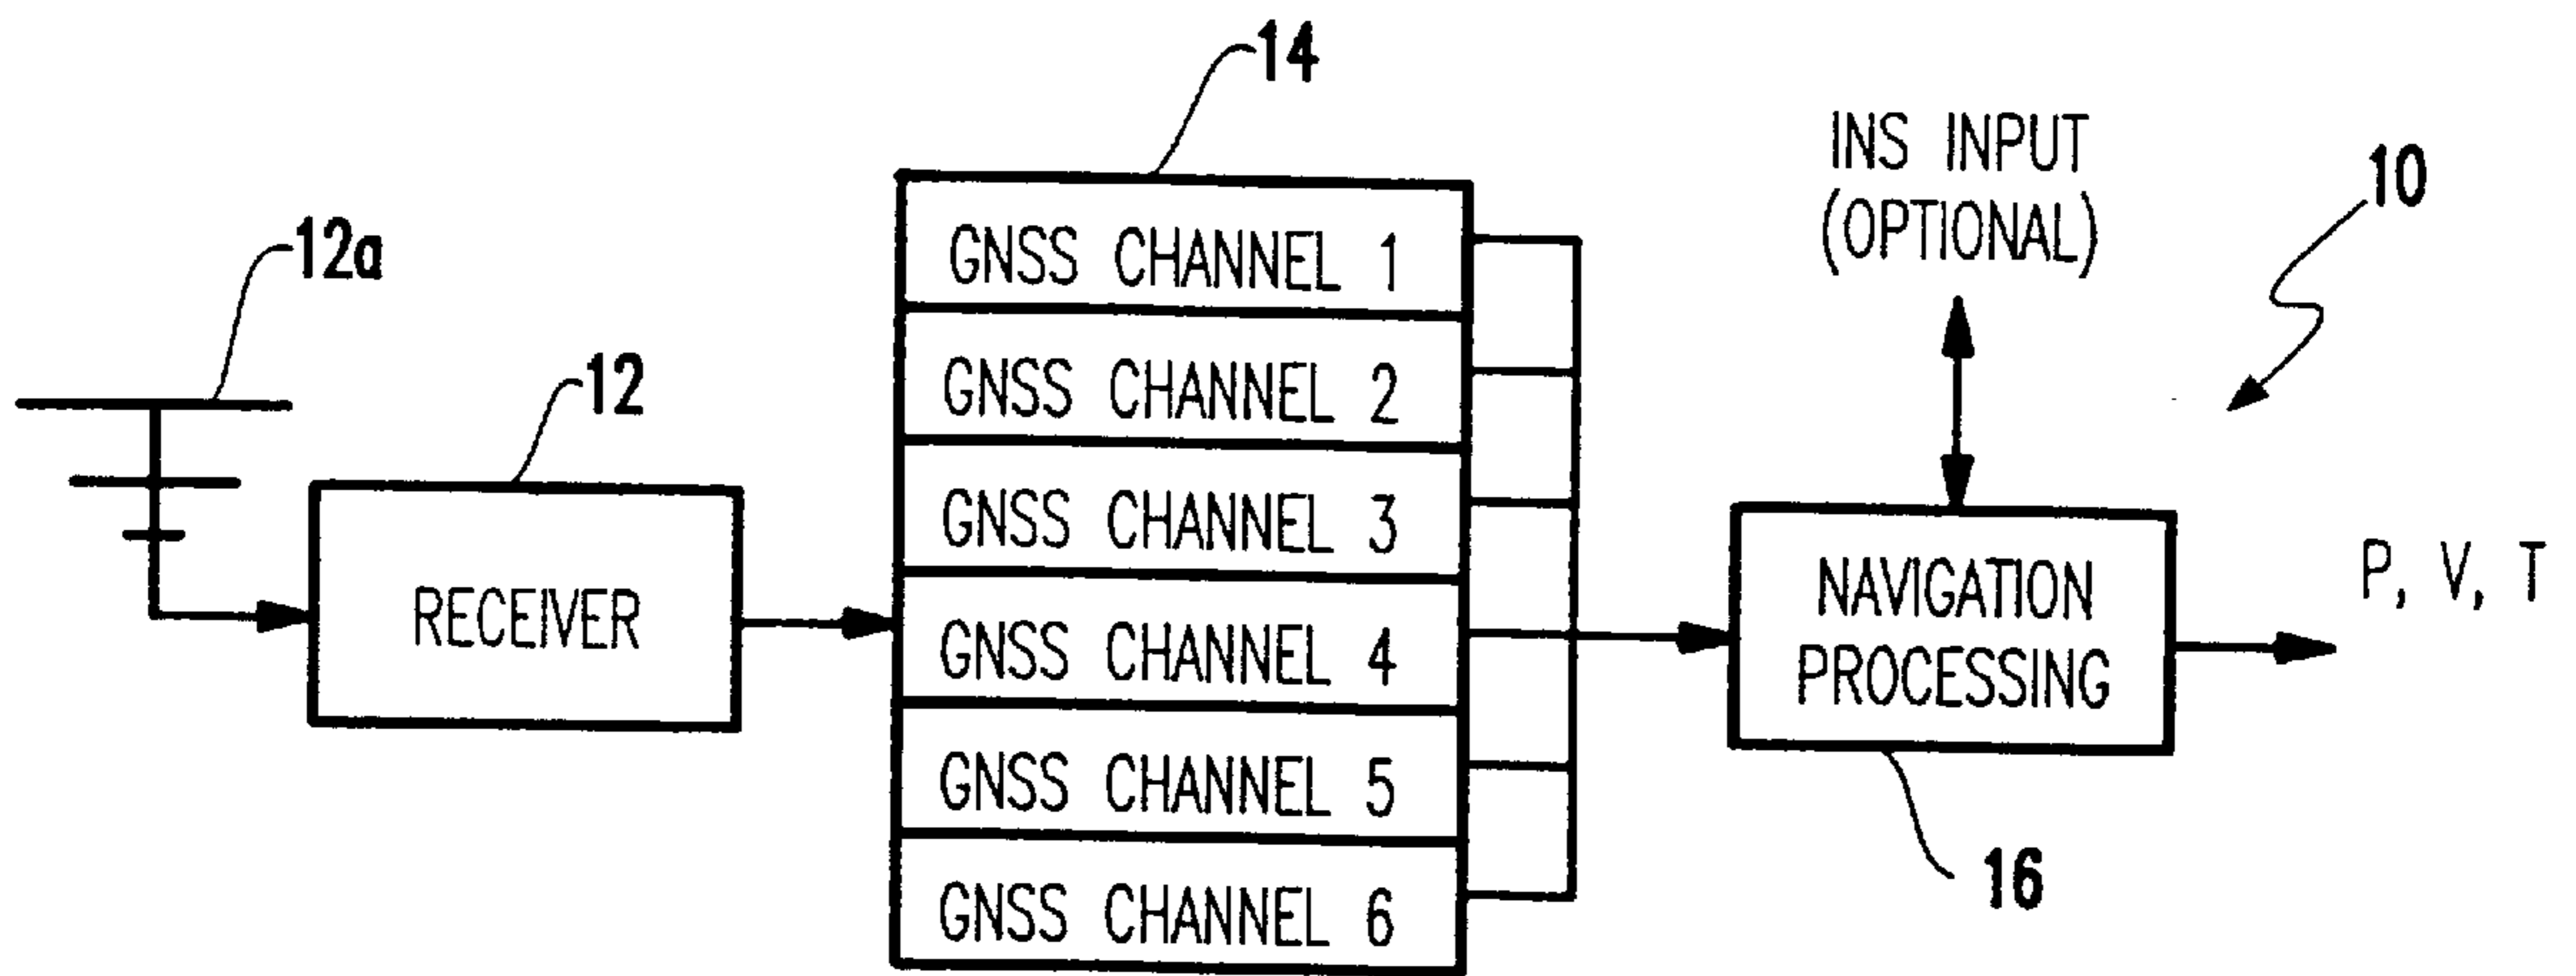 14
INS INPUT
(OPTIONAL)
10
12a
12
GNSS CHANNEL 1
GNSS CHANNEL 2
GNSS CHANNEL 3
GNSS CHANNEL 4
GNSS CHANNEL 5
GNSS CHANNEL 6
RECEIVER
NAVIGATION
PROCESSING
P, V, T
16